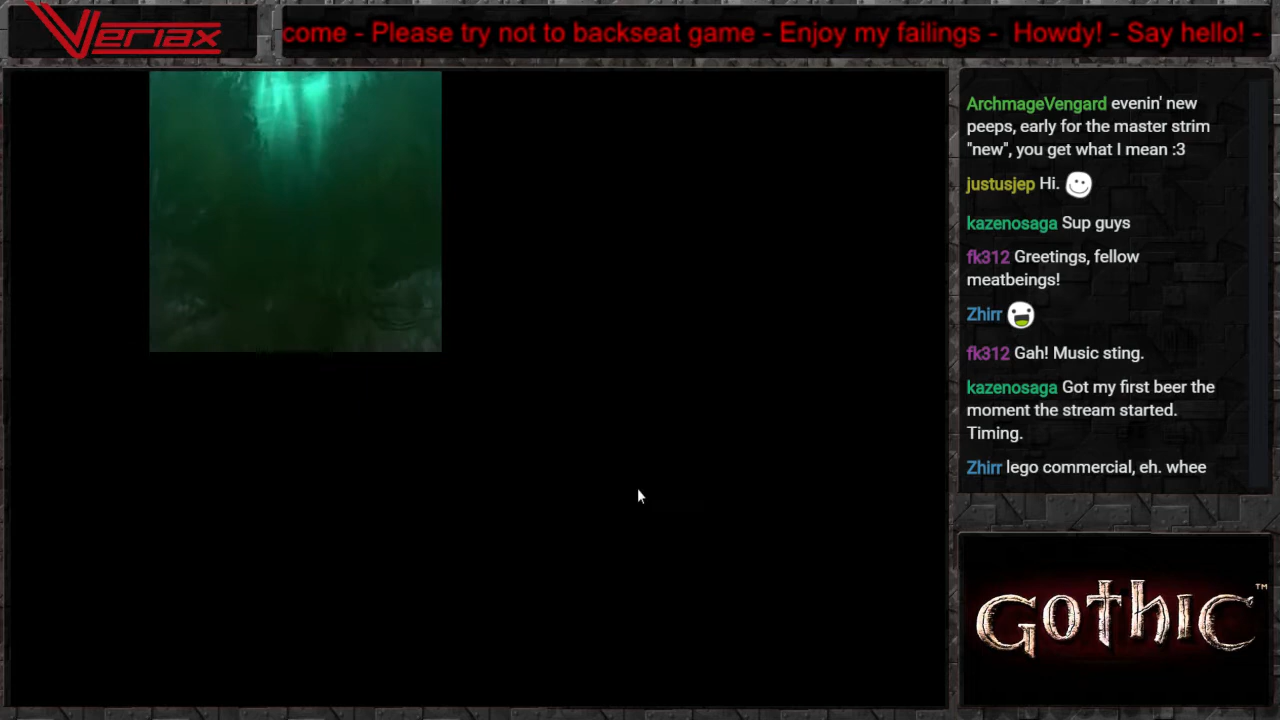 Veriax
come - Please try not to backseat game - Enjoy my failings - Howdy! - Say hello! -
ArchmageVengard evenin' new
peeps, early for the master strim
"new", you get what I mean :3
justusjep Hi.
kazenosaga Sup guys
fk312 Greetings, fellow
meatbeings!
Zhirr
fk312 Gah! Music sting.
kazenosaga Got my first beer the
moment the stream started.
Timing.
Zhirr lego commercial, eh. whee
GOTHIC™